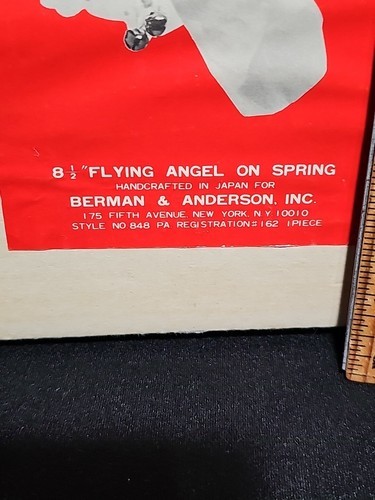 8 1/2 "FLYING ANGEL ON SPRING
HANDCRAFTED IN JAPAN FOR
BERMAN & ANDERSON, INC.
175 FIFTH AVENUE, NEW YORK, N.Y 10010
STYLE NO.848 PA REGISTRATION# 162 1PIECE